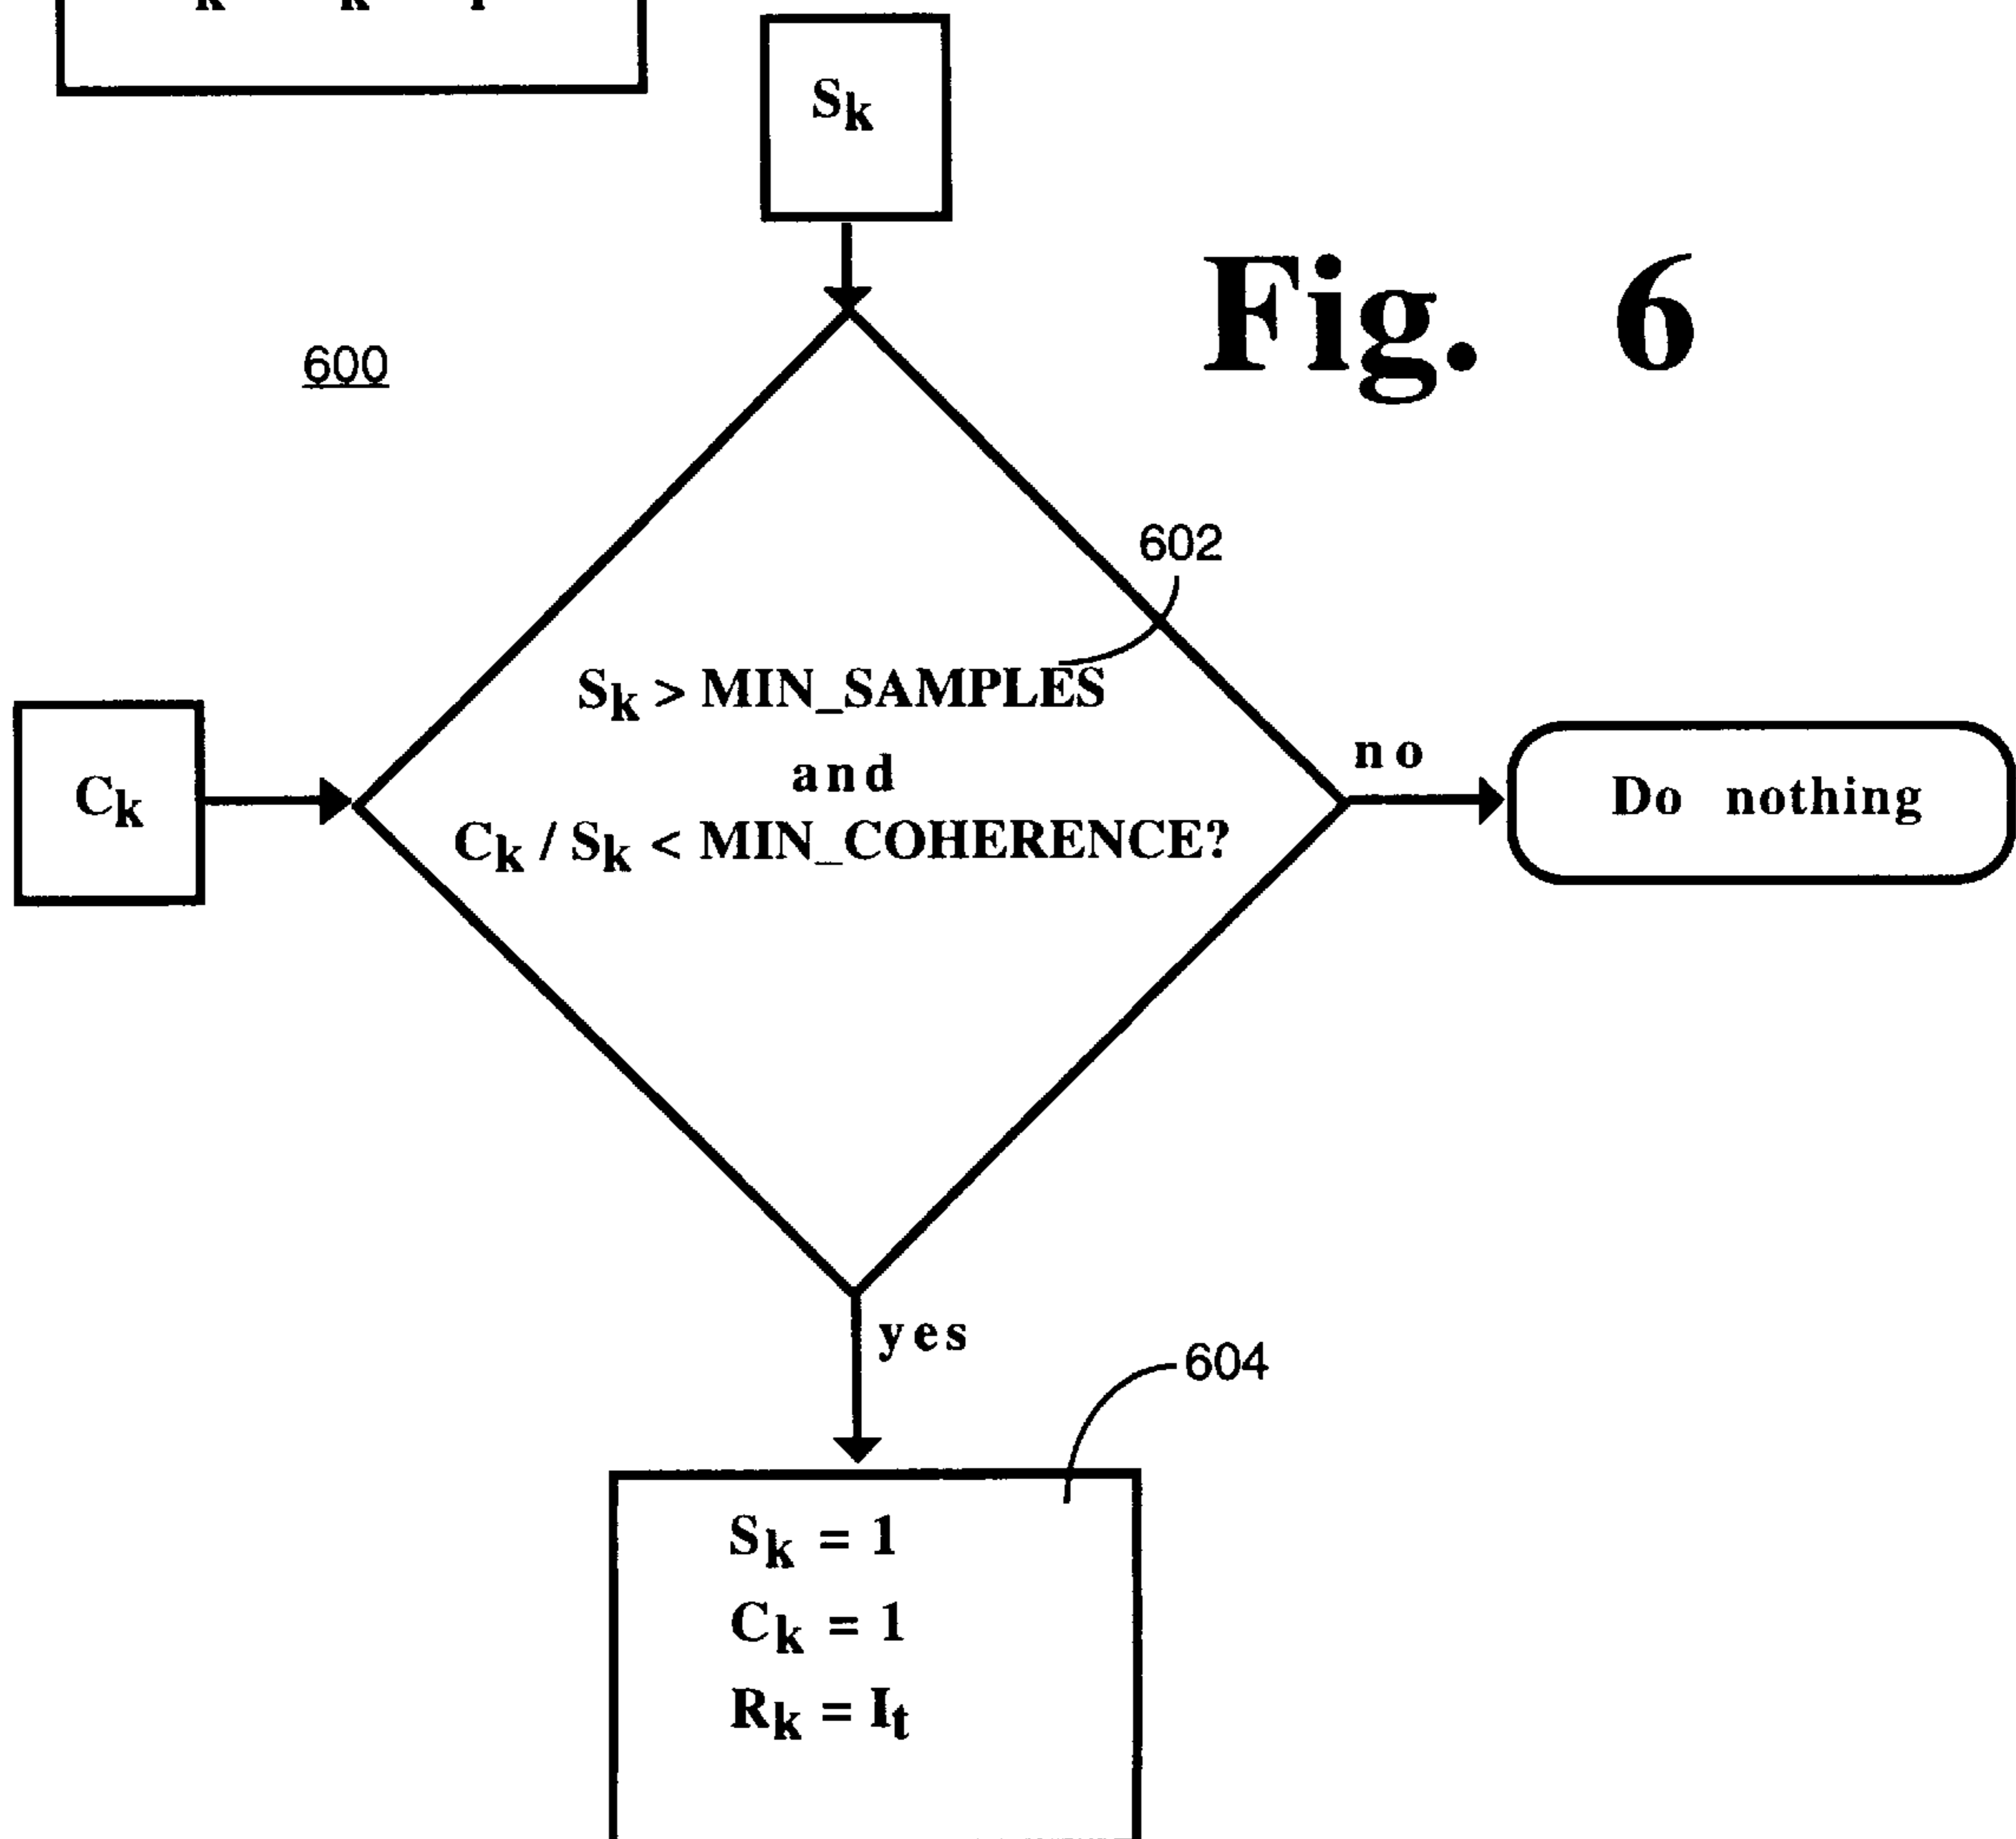 Sk
Fig. 6
600
602
Sk > MIN_SAMPLES
and
Ck / Sk < MIN_COHERENCE?
Ck
no
Do nothing
yes
604
Sk = 1
Ck = 1
Rk = It